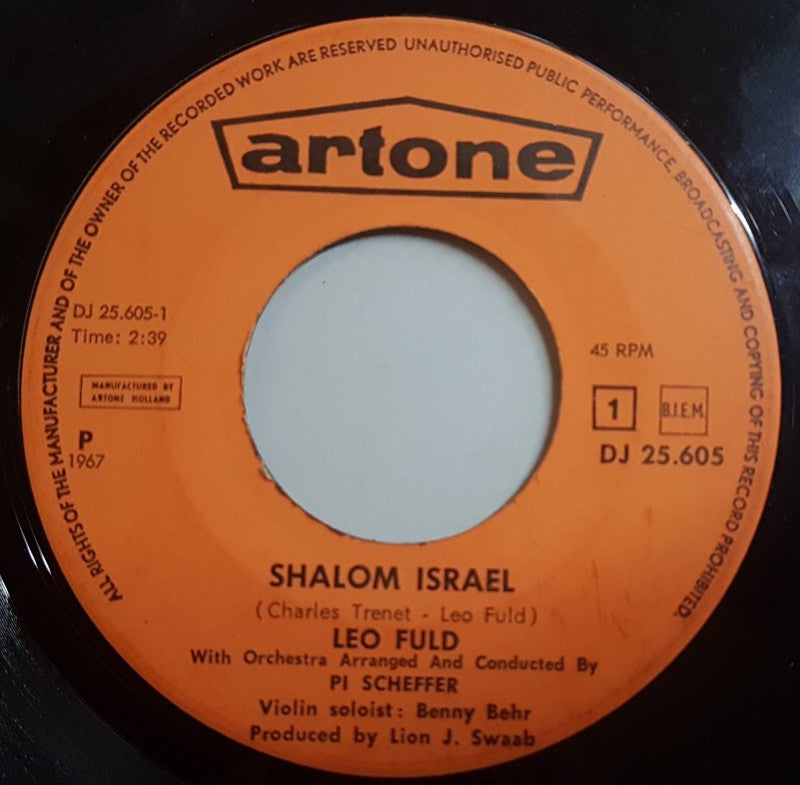 ALL RIGHTS OF THE MANUFACTURER AND OF THE OWNER OF THE RECORDED WORK ARE RESERVED UNAUTHORISED PUBLIC PERFORMANCE, BROADCASTING AND COPYING OF THIS RECORD PROHIBITED.
artone
DJ 25.605-1
Time: 2:39
MANUFACTURED BY
ARTONE HOLLAND
P
1967
45 RPM
1
B.I.E.M.
DJ 25.605
SHALOM ISRAEL
(Charles Trenet - Leo Fuld)
LEO FULD
With Orchestra Arranged And Conducted By
PI SCHEFFER
Violin soloist: Benny Behr
Produced by Lion J. Swaab